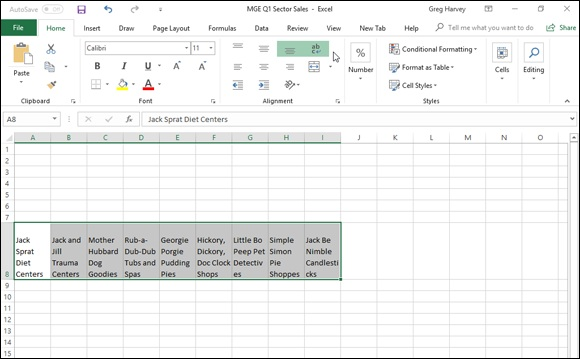 AutoSave Off MGE Q1 Sector Sales - Excel Greg Harvey
File Home Insert Draw Page Layout Formulas Data Review View New Tab Help Tell me what you want to do Share
Calibri 11 ab Conditional Formatting
Paste B I U A A % Number Format as Table Cells Editing
A Cell Styles
Clipboard Font Alignment Styles
A8 fx Jack Sprat Diet Centers
A B C D E F G H I J K L M N O
1
2
3
4
5
6
7
Jack Jack and Mother Rub-a- Georgie Hickory, Little Bo Simple Jack Be
Sprat Jill Hubbard Dub-Dub Porgie Dickory, Peep Pet Simon Nimble
Diet Trauma Dog Tubs and Pudding Doc Clock Detectiv Pie Candlesti
8 Centers Centers Goodies Spas Pies Shops es Shoppes cks
9
10
11
12
13
14
15